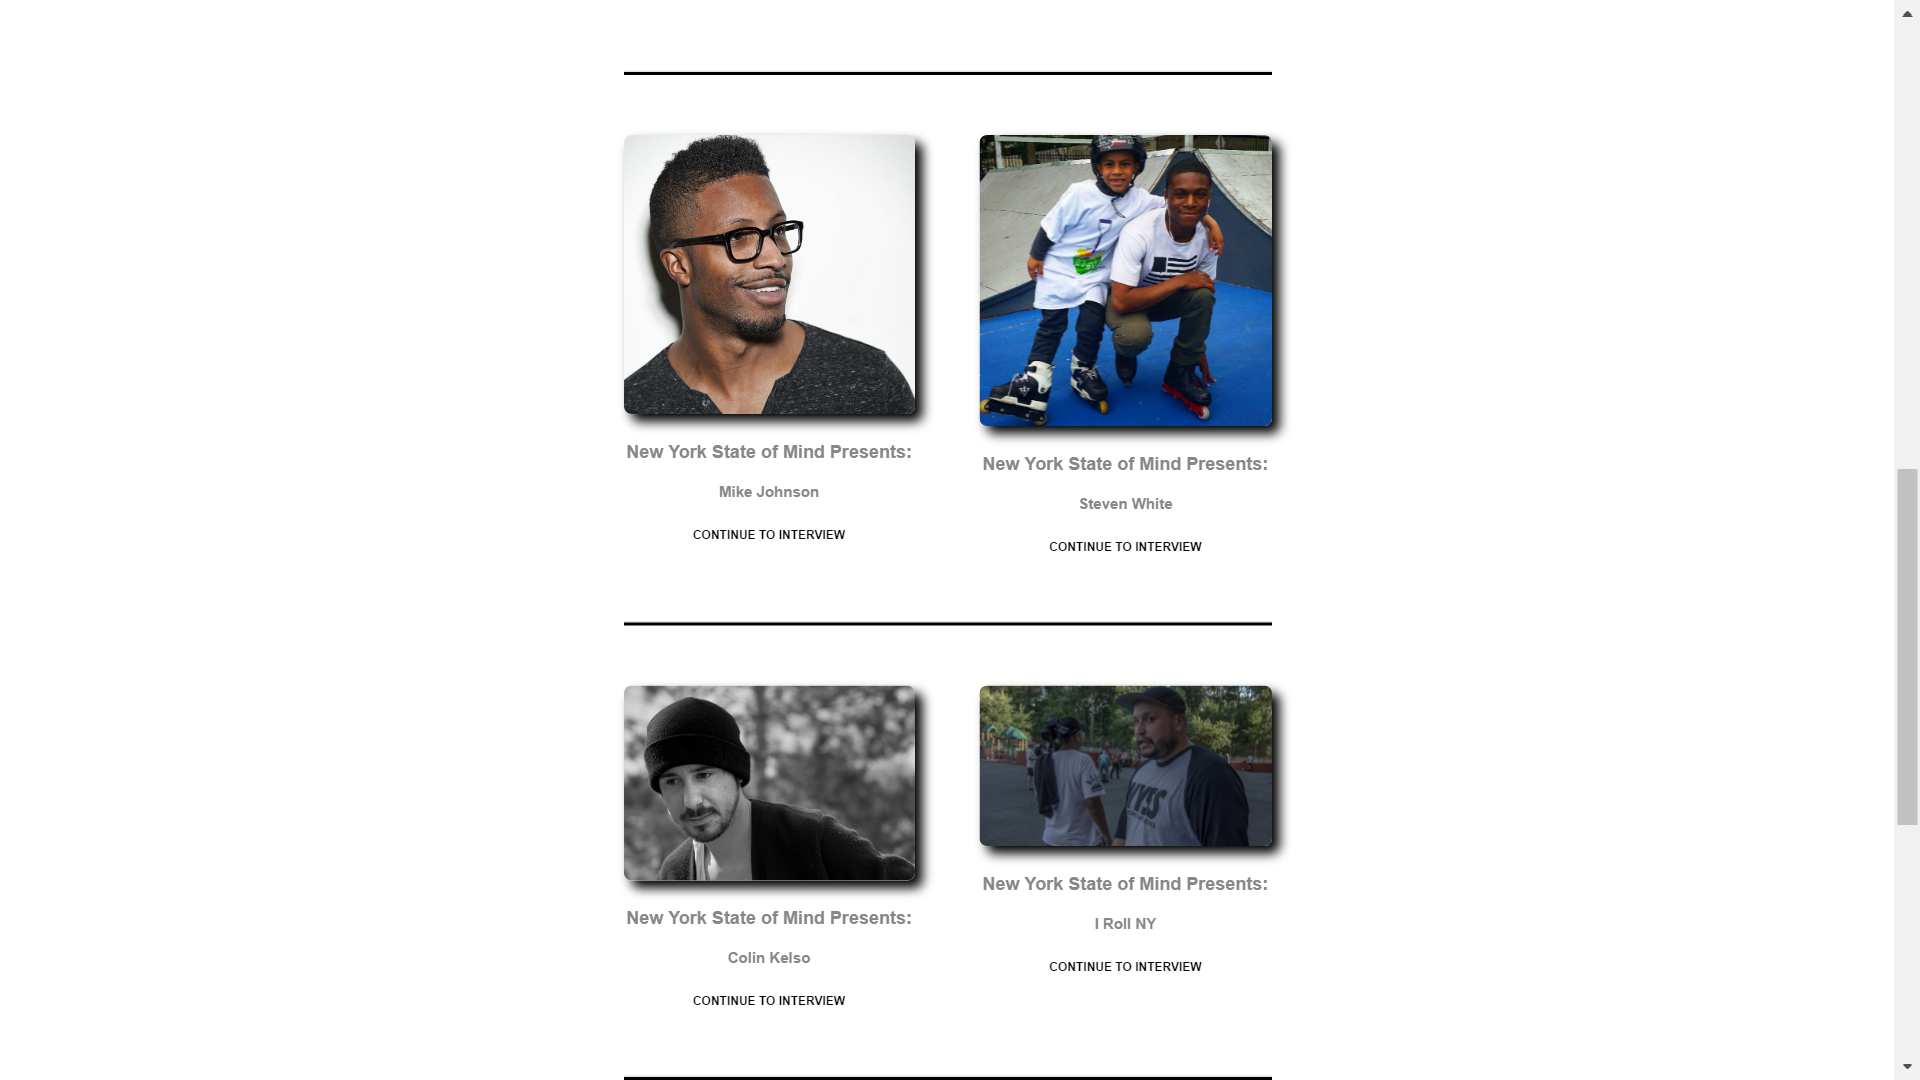 New York State of Mind Presents:
Mike Johnson
CONTINUE TO INTERVIEW
New York State of Mind Presents:
Steven White
CONTINUE TO INTERVIEW
New York State of Mind Presents:
Colin Kelso
CONTINUE TO INTERVIEW
New York State of Mind Presents:
I Roll NY
CONTINUE TO INTERVIEW